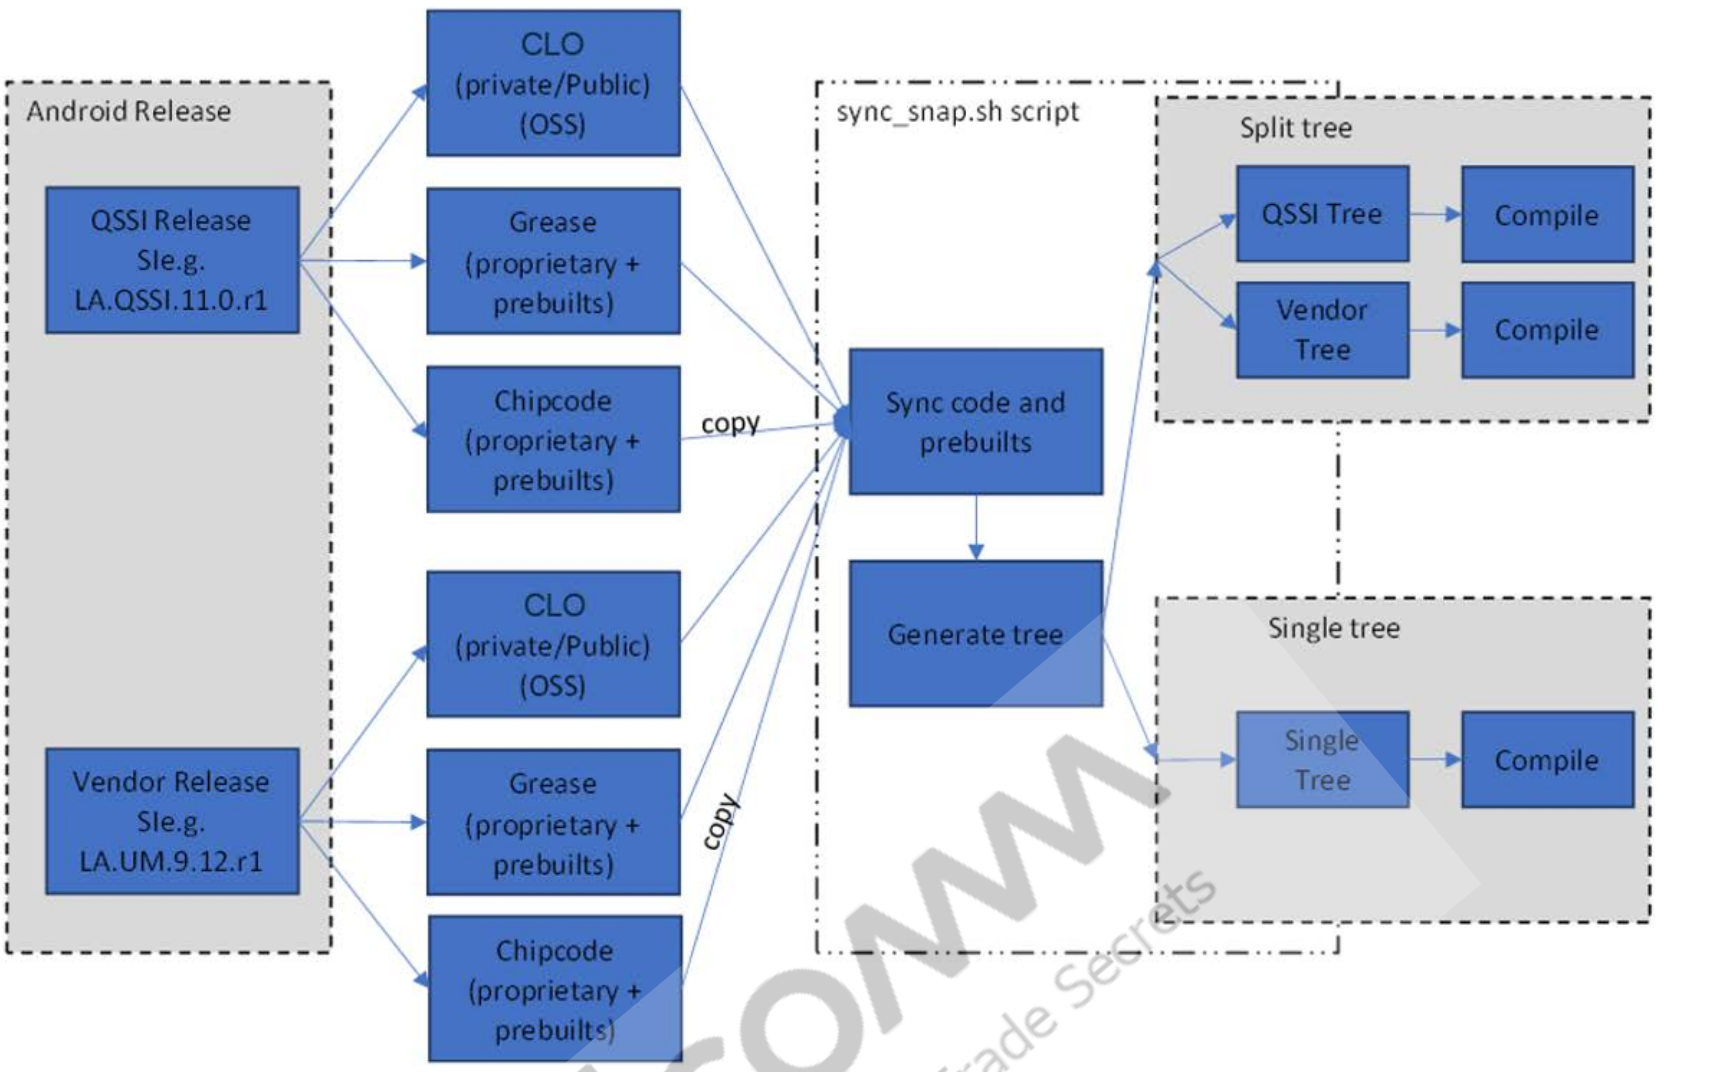 Android Release
QSSI Release
SIe.g.
LA.QSSI.11.0.r1
Vendor Release
SIe.g.
LA.UM.9.12.r1
CLO
(private/Public)
(OSS)
Grease
(proprietary +
prebuilts)
Chipcode
(proprietary +
prebuilts)
copy
CLO
(private/Public)
(OSS)
Grease
(proprietary +
prebuilts)
Chipcode
(proprietary +
prebuilts)
copy
sync_snap.sh script
Sync code and
prebuilts
Generate tree
Split tree
QSSI Tree
Compile
Vendor
Tree
Compile
Single tree
Single
Tree
Compile
Secrets